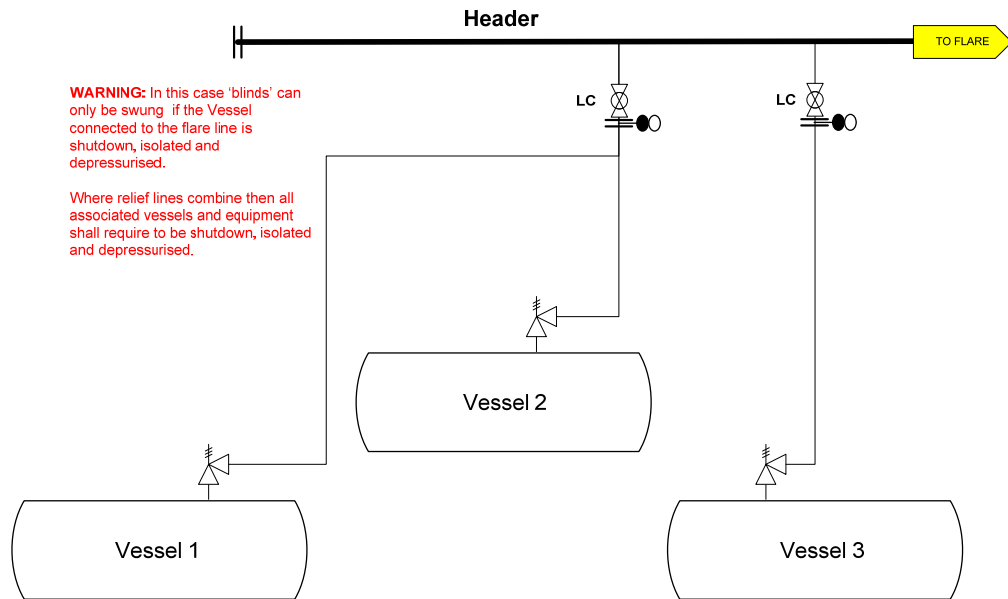 Header
TO FLARE
WARNING: In this case ‘blinds’ can
only be swung if the Vessel
connected to the flare line is
shutdown, isolated and
depressurised.
LC
LC
Where relief lines combine then all
associated vessels and equipment
shall require to be shutdown, isolated
and depressurised.
Vessel 2
Vessel 1
Vessel 3